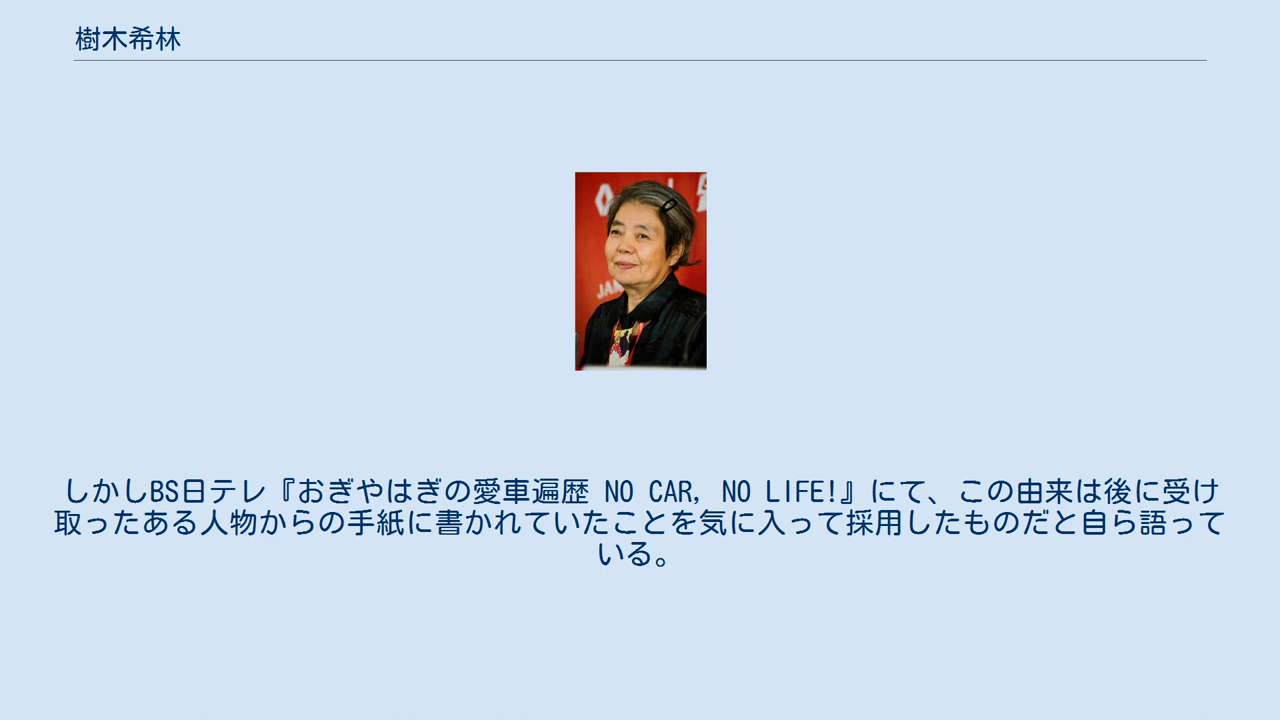 樹木希林
JAN
しかしBS日テレ『おぎやはぎの愛車遍歴 NO CAR, NO LIFE!』にて、この由来は後に受け
取ったある人物からの手紙に書かれていたことを気に入って採用したものだと自ら語って
いる。